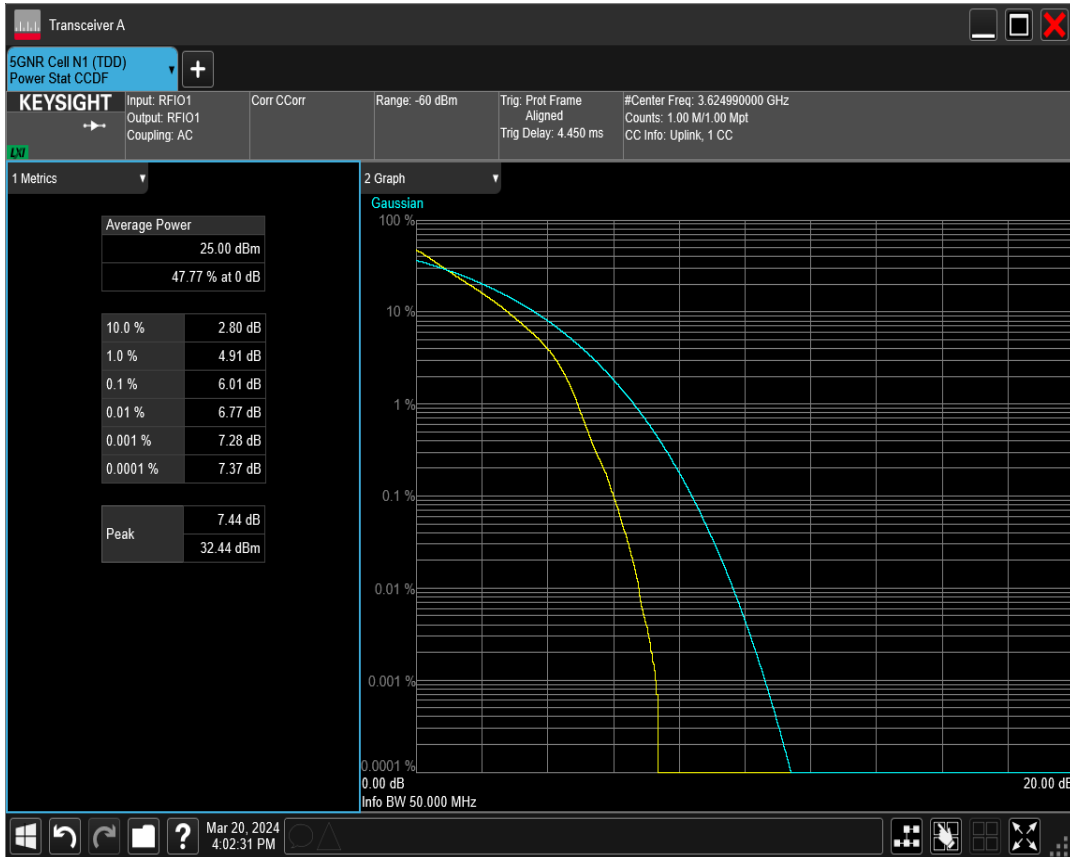 Transceiver A
5GNR Cell N1 (TDD)
Power Stat CCDF
+
KEYSIGHT
LXI
Input: RFIO1
Output: RFIO1
Coupling: AC
Corr CCorr
Range: -60 dBm
Trig: Prot Frame
Aligned
Trig Delay: 4.450 ms
#Center Freq: 3.624990000 GHz
Counts: 1.00 M/1.00 Mpt
CC Info: Uplink, 1 CC
1 Metrics
Average Power
25.00 dBm
47.77 % at 0 dB
10.0 % 2.80 dB
1.0 % 4.91 dB
0.1 % 6.01 dB
0.01 % 6.77 dB
0.001 % 7.28 dB
0.0001 % 7.37 dB
Peak 7.44 dB
32.44 dBm
2 Graph
Gaussian
100 %
10 %
1 %
0.1 %
0.01 %
0.001 %
0.0001 %
0.00 dB 20.00 dB
Info BW 50.000 MHz
?
Mar 20, 2024
4:02:31 PM